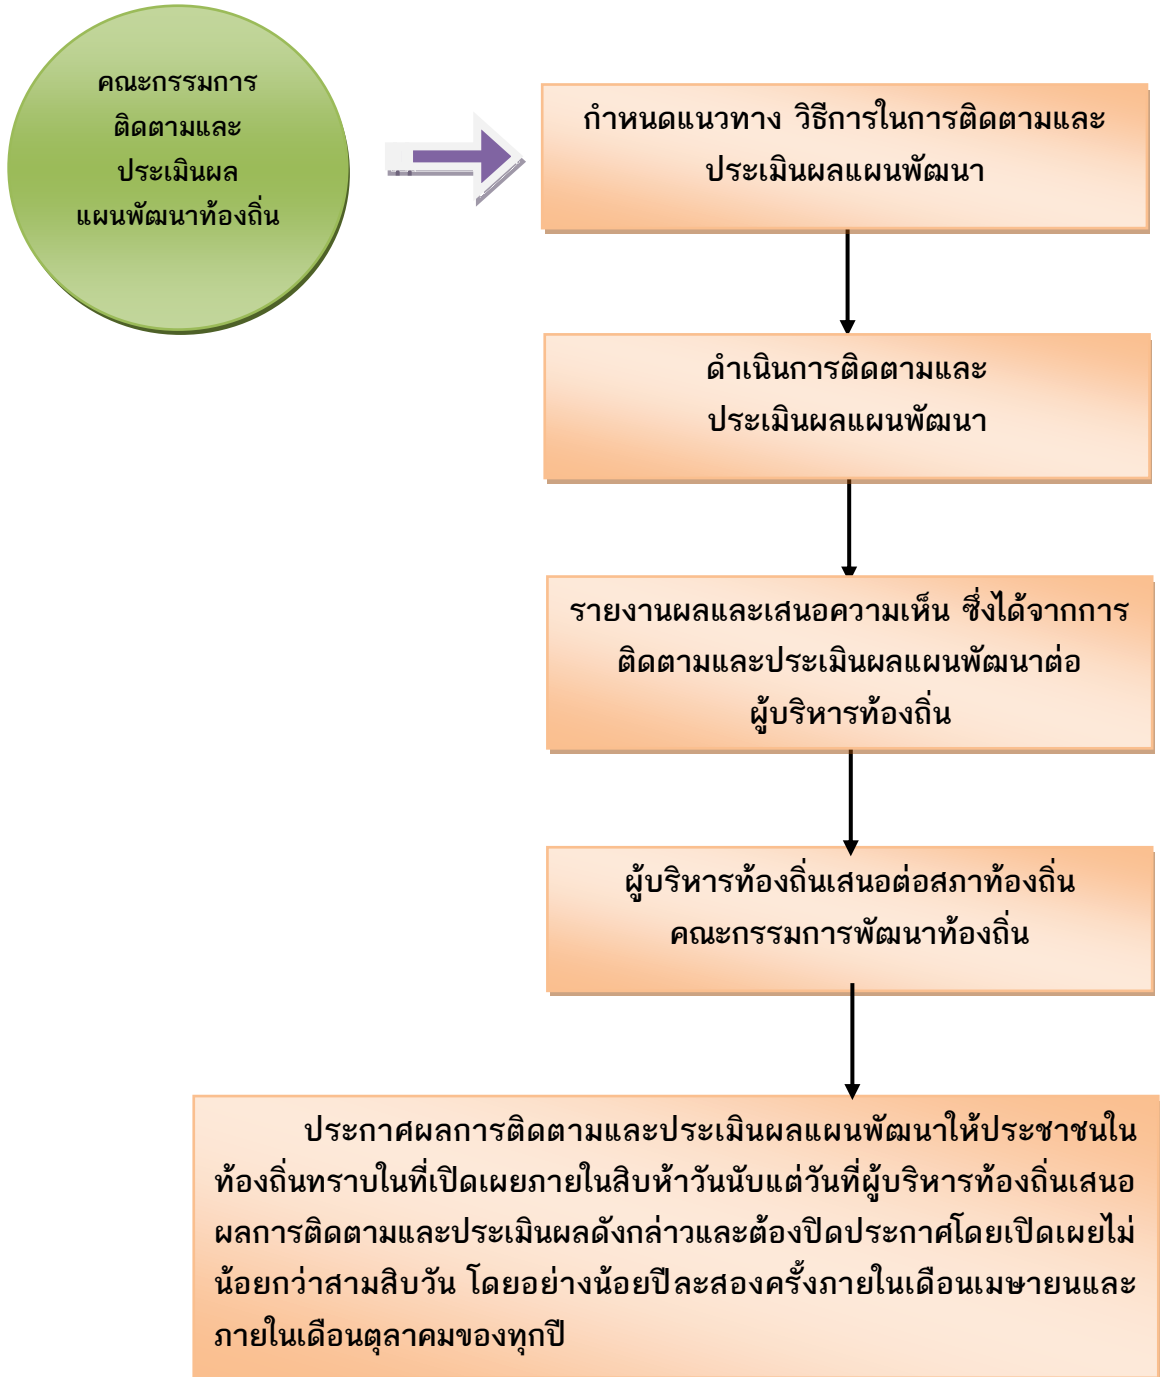 คณะกรรมการ
ติดตามและ
ประเมินผล
แผนพัฒนาท้องถิ่น
กำหนดแนวทาง วิธีการในการติดตามและ
ประเมินผลแผนพัฒนา
ดำเนินการติดตามและ
ประเมินผลแผนพัฒนา
รายงานผลและเสนอความเห็น ซึ่งได้จากการ
ติดตามและประเมินผลแผนพัฒนาต่อ
ผู้บริหารท้องถิ่น
ผู้บริหารท้องถิ่นเสนอต่อสภาท้องถิ่น
คณะกรรมการพัฒนาท้องถิ่น
ประกาศผลการติดตามและประเมินผลแผนพัฒนาให้ประชาชนใน
ท้องถิ่นทราบในที่เปิดเผยภายในสิบห้าวันนับแต่วันที่ผู้บริหารท้องถิ่นเสนอ
ผลการติดตามและประเมินผลดังกล่าวและต้องปิดประกาศโดยเปิดเผยไม่
น้อยกว่าสามสิบวัน โดยอย่างน้อยปีละสองครั้งภายในเดือนเมษายนและ
ภายในเดือนตุลาคมของทุกปี